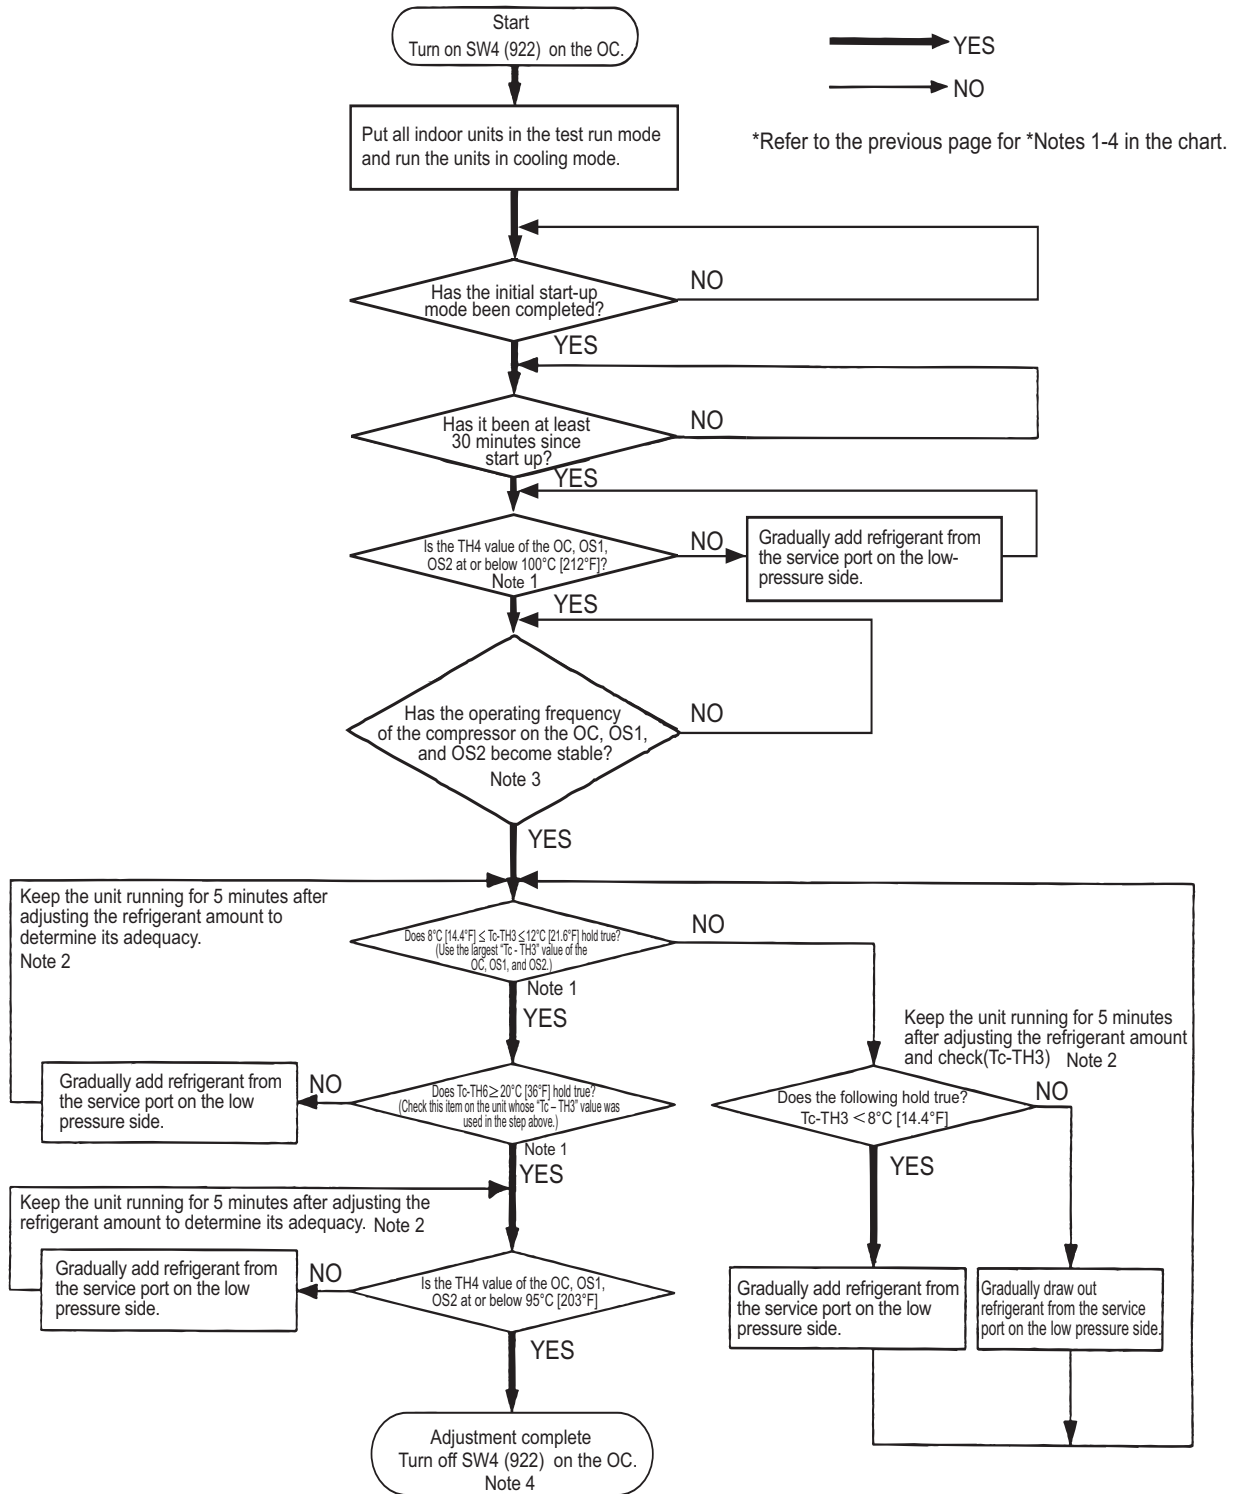 Start
Turn on SW4 (922) on the OC.
YES
NO
*Refer to the previous page for *Notes 1-4 in the chart.
Put all indoor units in the test run mode
and run the units in cooling mode.
Has the initial start-up
mode been completed?
NO
YES
Has it been at least
30 minutes since
start up?
NO
YES
Is the TH4 value of the OC, OS1,
OS2 at or below 100°C [212°F]?
Note 1
NO
Gradually add refrigerant from
the service port on the low-
pressure side.
YES
Has the operating frequency
of the compressor on the OC, OS1,
and OS2 become stable?
Note 3
NO
YES
Keep the unit running for 5 minutes after
adjusting the refrigerant amount to
determine its adequacy.
Note 2
Does 8°C [14.4°F] ≤ Tc-TH3 ≤12°C [21.6°F] hold true?
(Use the largest “Tc - TH3” value of the
OC, OS1, and OS2.)
Note 1
NO
YES
Keep the unit running for 5 minutes
after adjusting the refrigerant amount
and check(Tc-TH3) Note 2
Gradually add refrigerant from
the service port on the low
pressure side.
NO
Does Tc-TH6≥ 20°C [36°F] hold true?
(Check this item on the unit whose “Tc – TH3” value was
used in the step above.)
Note 1
YES
Does the following hold true?
Tc-TH3 <8°C [14.4°F]
NO
YES
Keep the unit running for 5 minutes after adjusting the
refrigerant amount to determine its adequacy. Note 2
Gradually add refrigerant from
the service port on the low
pressure side.
NO
Is the TH4 value of the OC, OS1,
OS2 at or below 95°C [203°F]
YES
Gradually add refrigerant from
the service port on the low
pressure side.
Gradually draw out
refrigerant from the service
port on the low pressure side.
Adjustment complete
Turn off SW4 (922) on the OC.
Note 4